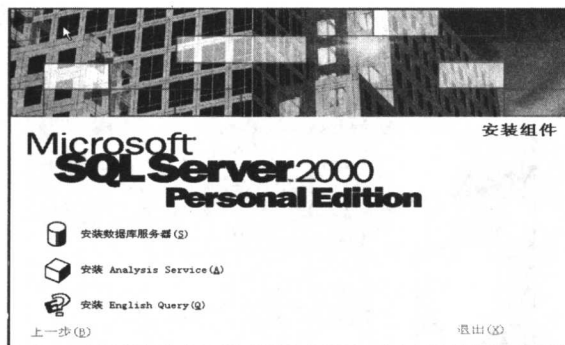 安装组件
Microsoft
SQL Server 2000
Personal Edition
安装数据库服务器(S)
安装 Analysis Service(A)
安装 English Query(Q)
上一步(B)
退出(X)